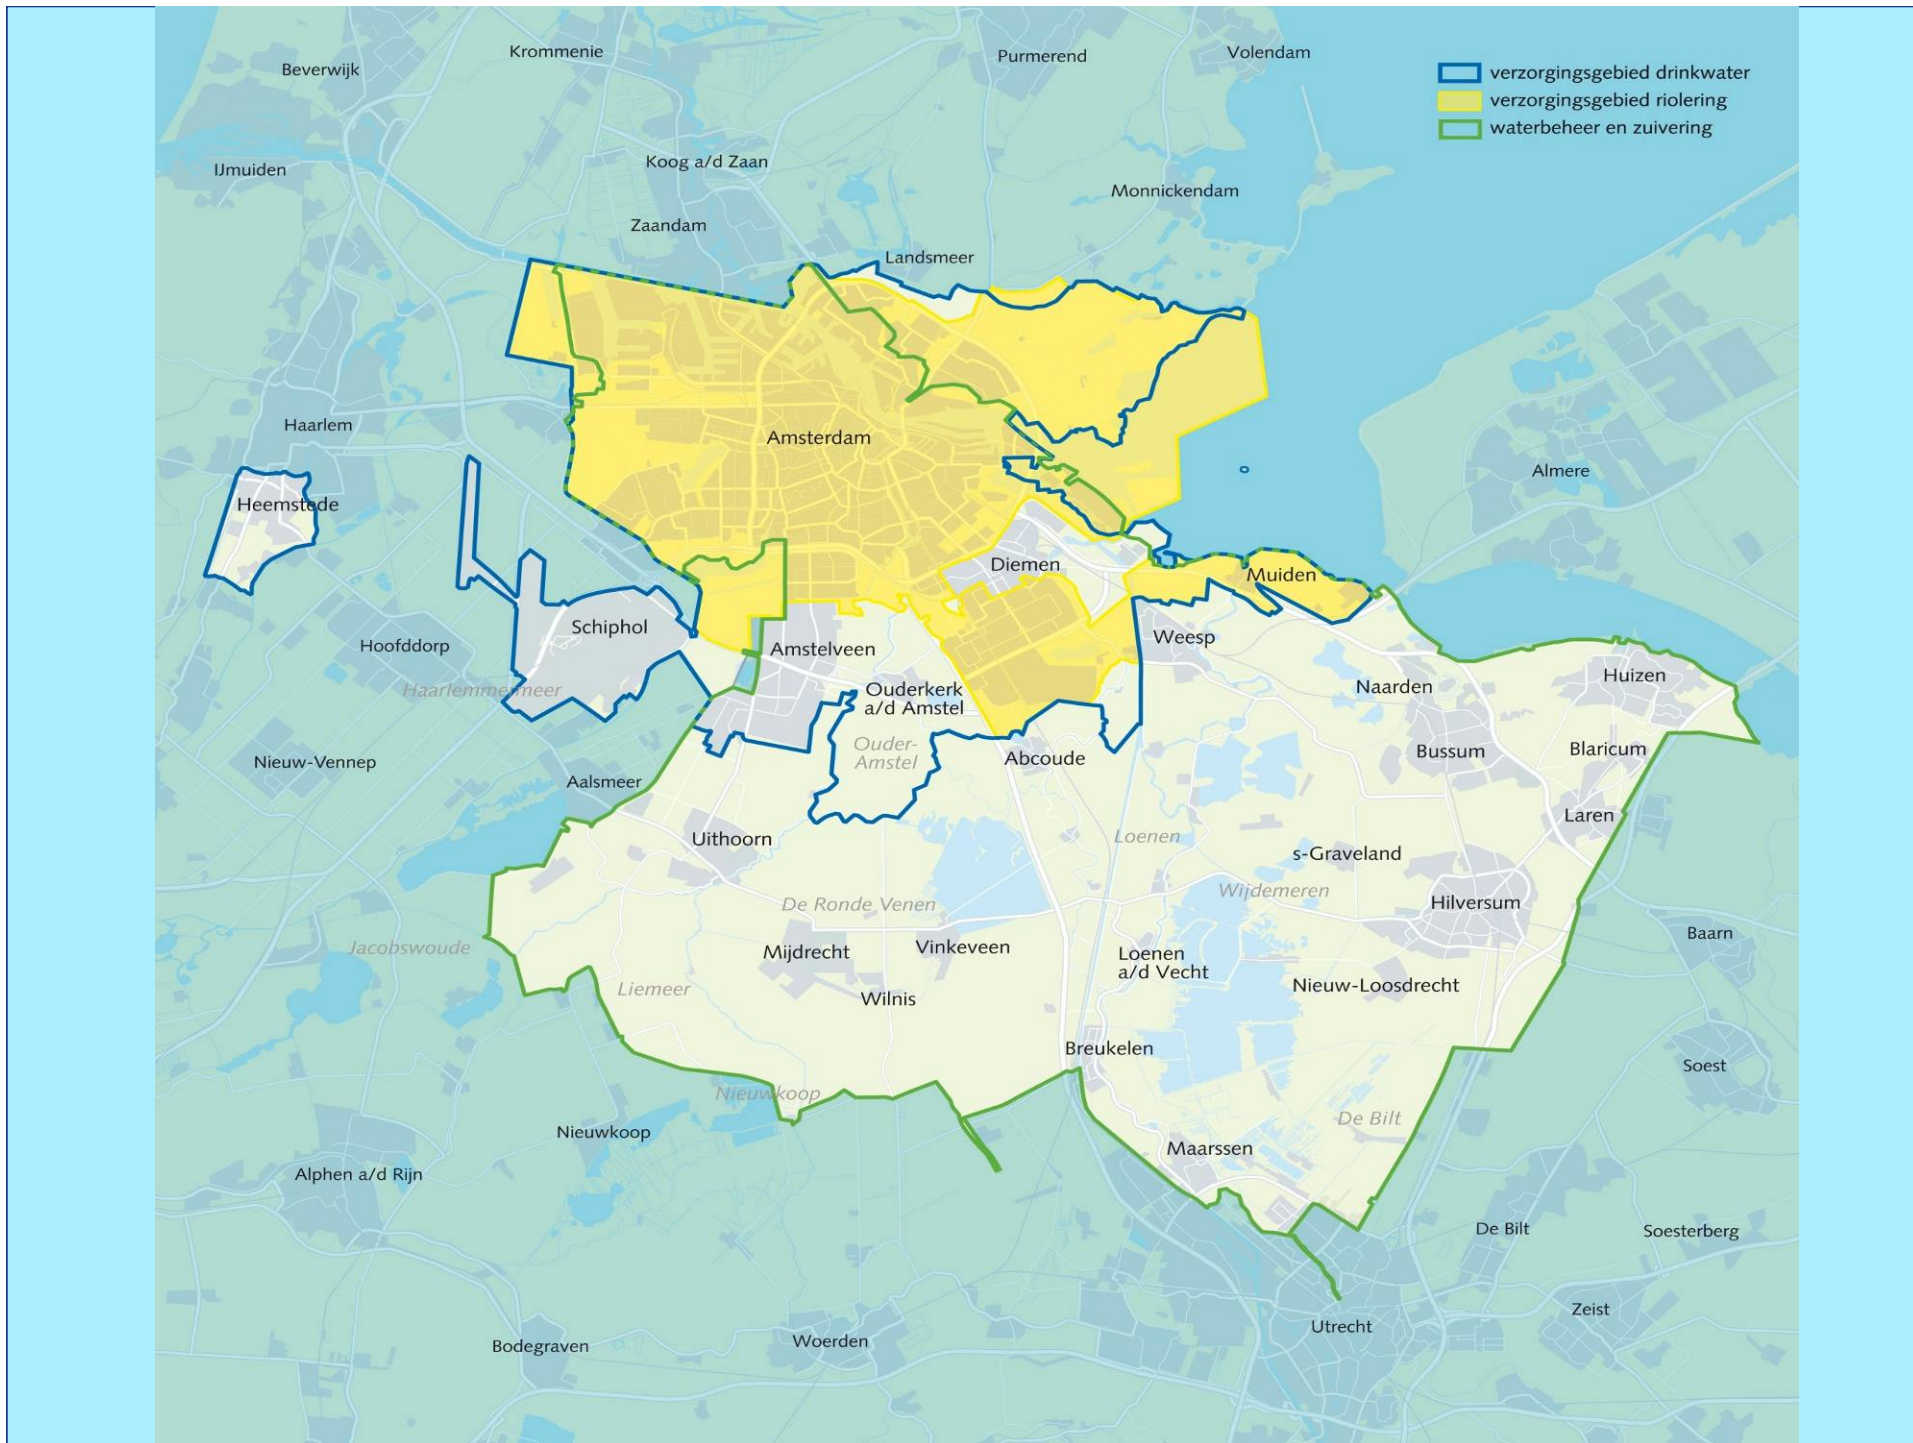 Krommenie
Purmerend
Volendam
Beverwijk
verzorgingsgebied drinkwater
verzorgingsgebied riolering
waterbeheer en zuivering
IJmuiden
Koog a/d Zaan
Monnickendam
Zaandam
Landsmeer
Haarlem
Amsterdam
Almere
Heemstede
Diemen
Muiden
Schiphol
Hoofddorp
Amstelveen
Weesp
Haarlemmermeer
Ouderkerk
a/d Amstel
Naarden
Huizen
Ouder-
Amstel
Abcoude
Bussum
Blaricum
Nieuw-Vennep
Aalsmeer
Laren
Uithoorn
Loenen
s-Graveland
Wijdemeren
De Ronde Venen
Hilversum
Baarn
Jacobswoude
Mijdrecht
Vinkeveen
Loenen
a/d Vecht
Liemeer
Wilnis
Nieuw-Loosdrecht
Breukelen
Soest
Nieuwkoop
De Bilt
Nieuwkoop
Maarssen
Alphen a/d Rijn
De Bilt
Soesterberg
Zeist
Utrecht
Woerden
Bodegraven